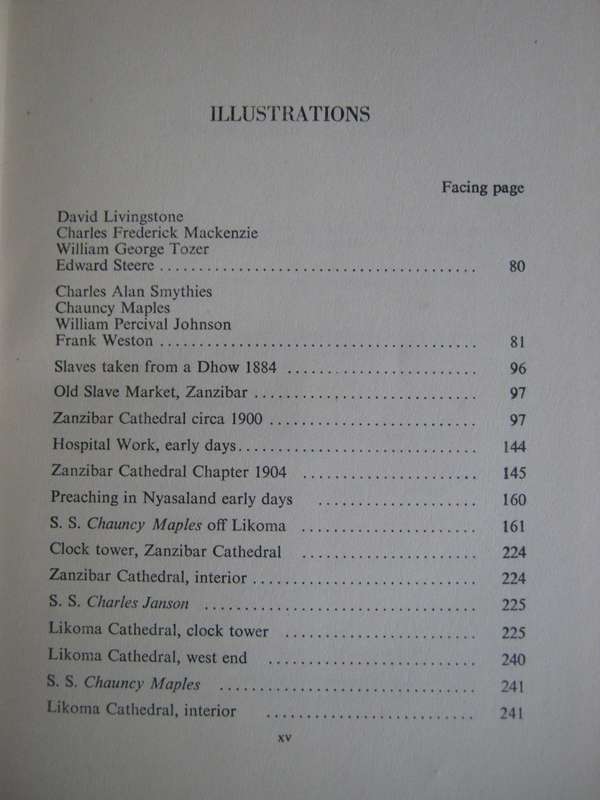 ILLUSTRATIONS
Facing page
David Livingstone
Charles Frederick Mackenzie
William George Tozer
Edward Steere ........................................ 80
Charles Alan Smythies
Chauncy Maples
William Percival Johnson
Frank Weston ........................................ 81
Slaves taken from a Dhow 1884 ........................ 96
Old Slave Market, Zanzibar ............................ 97
Zanzibar Cathedral circa 1900 .......................... 97
Hospital Work, early days .............................. 144
Zanzibar Cathedral Chapter 1904 ...................... 145
Preaching in Nyasaland early days .................... 160
S. S. Chauncy Maples off Likoma ...................... 161
Clock tower, Zanzibar Cathedral ...................... 224
Zanzibar Cathedral, interior ............................ 224
S. S. Charles Janson .................................. 225
Likoma Cathedral, clock tower ........................ 225
Likoma Cathedral, west end .......................... 240
S. S. Chauncy Maples ................................ 241
Likoma Cathedral, interior .......................... 241
xv